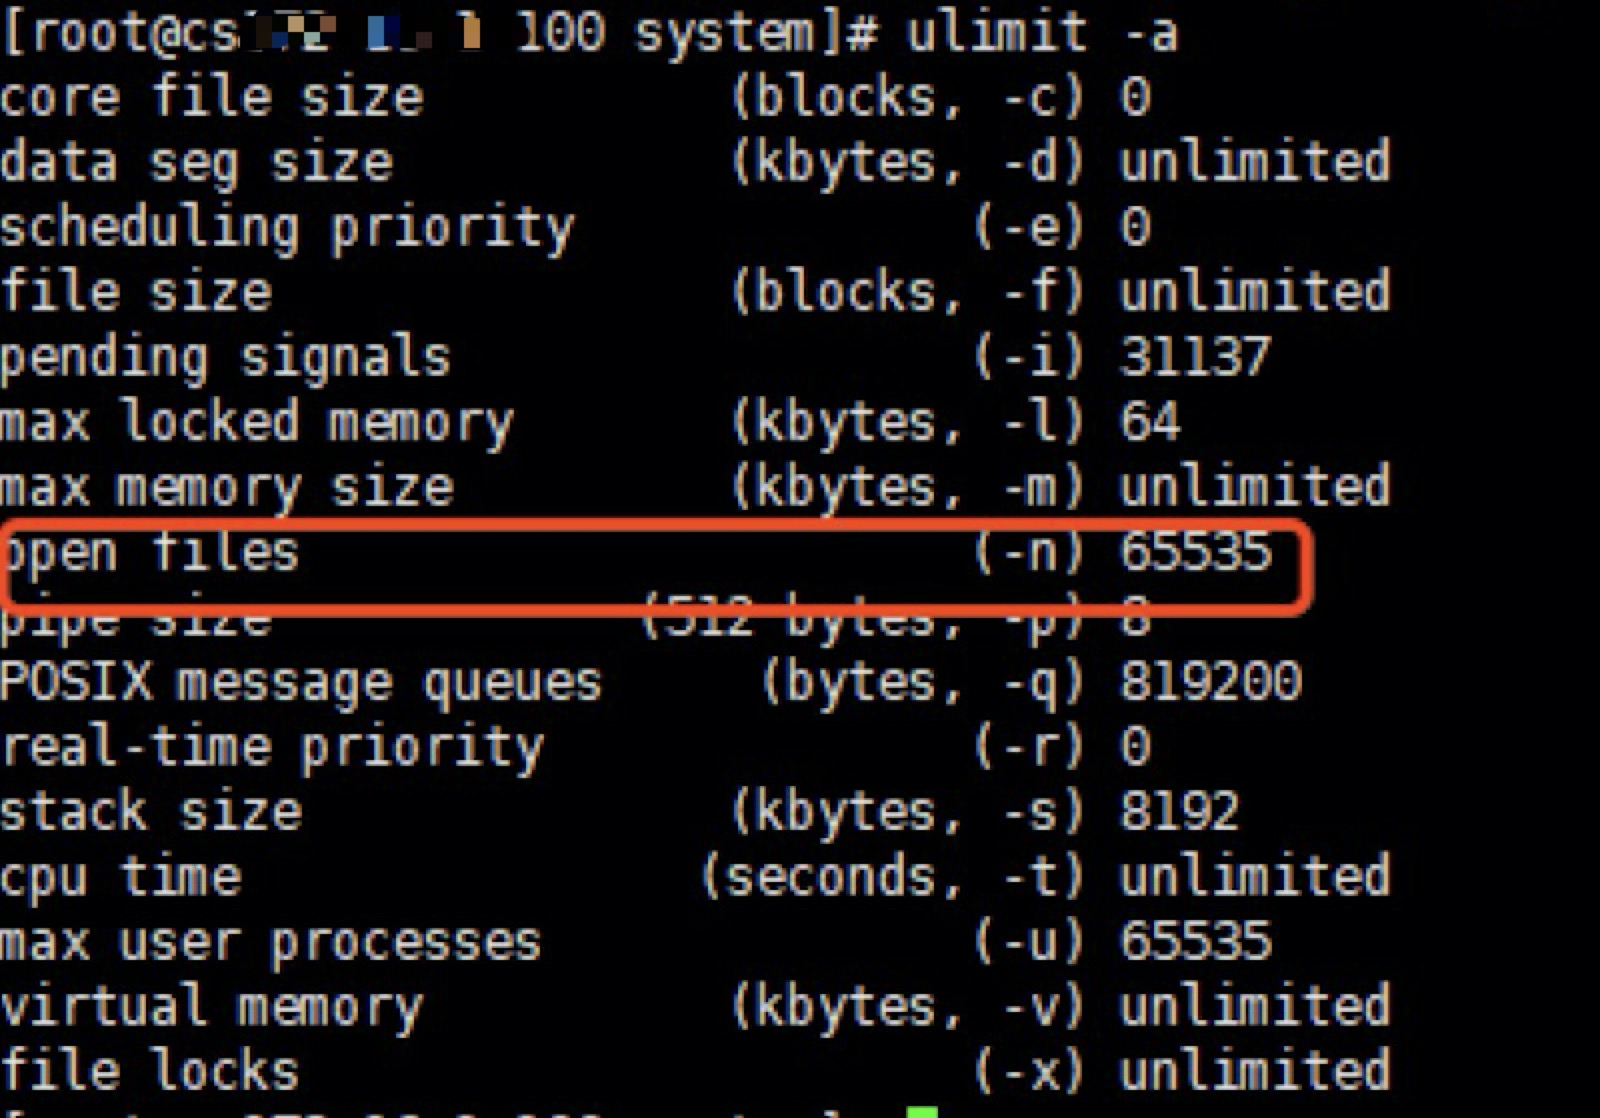 [root@cs 100 system]# ulimit -a
core file size (blocks, -c) 0
data seg size (kbytes, -d) unlimited
scheduling priority (-e) 0
file size (blocks, -f) unlimited
pending signals (-i) 31137
max locked memory (kbytes, -l) 64
max memory size (kbytes, -m) unlimited
open files (-n) 65535
pipe size (512 bytes, -p) 8
POSIX message queues (bytes, -q) 819200
real-time priority (-r) 0
stack size (kbytes, -s) 8192
cpu time (seconds, -t) unlimited
max user processes (-u) 65535
virtual memory (kbytes, -v) unlimited
file locks (-x) unlimited